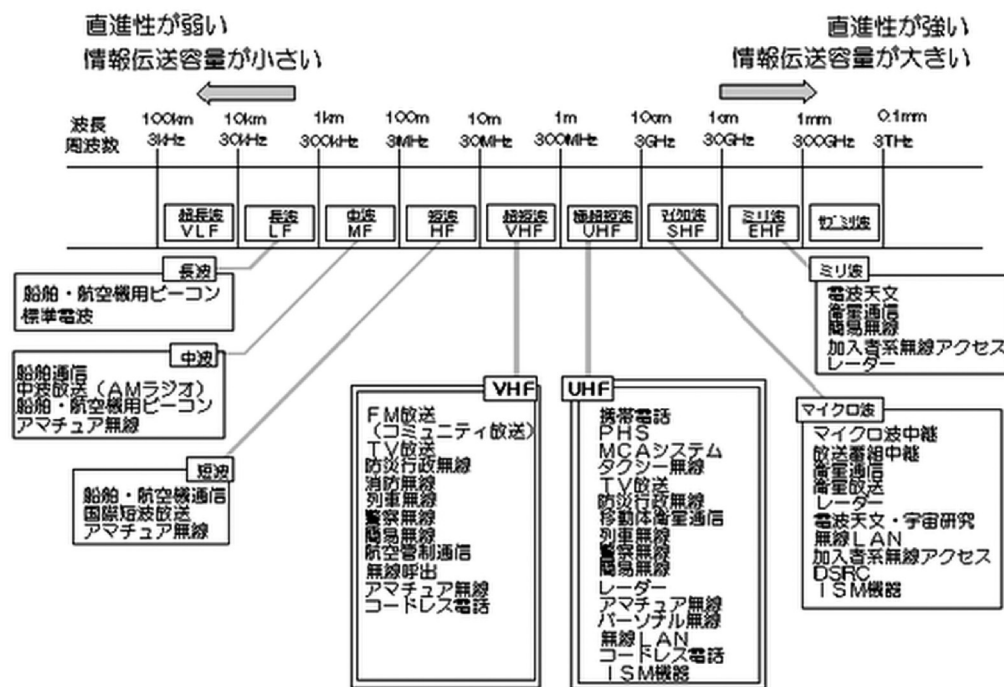 直進性が弱い
情報伝送容量が小さい
直進性が強い
情報伝送容量が大きい
波長 100km 10km 1km 100m 10m 1m 10cm 1cm 1mm 0.1mm
周波数 3kHz 30kHz 300kHz 3MHz 30MHz 300MHz 3GHz 30GHz 300GHz 3THz
超長波 長波 中波 短波 超短波 極超短波 マイクロ波 ミリ波 サブミリ波
VLF LF MF HF VHF UHF SHF EHF
長波
船舶・航空機用ビーコン
標準電波
中波
船舶通信
中波放送（AMラジオ）
船舶・航空機用ビーコン
アマチュア無線
短波
船舶・航空機通信
国際短波放送
アマチュア無線
VHF
FM放送
（コミュニティ放送）
TV放送
防災行政無線
消防無線
列車無線
警察無線
簡易無線
航空管制通信
無線呼出
アマチュア無線
コードレス電話
UHF
携帯電話
PHS
MCAシステム
タクシー無線
TV放送
防災行政無線
移動体衛星通信
列車無線
警察無線
簡易無線
レーダー
アマチュア無線
パーソナル無線
無線LAN
コードレス電話
ISM機器
ミリ波
電波天文
衛星通信
簡易無線
加入者系無線アクセス
レーダー
マイクロ波
マイクロ波中継
放送番組中継
衛星通信
衛星放送
レーダー
電波天文・宇宙研究
無線LAN
加入者系無線アクセス
DSRC
ISM機器